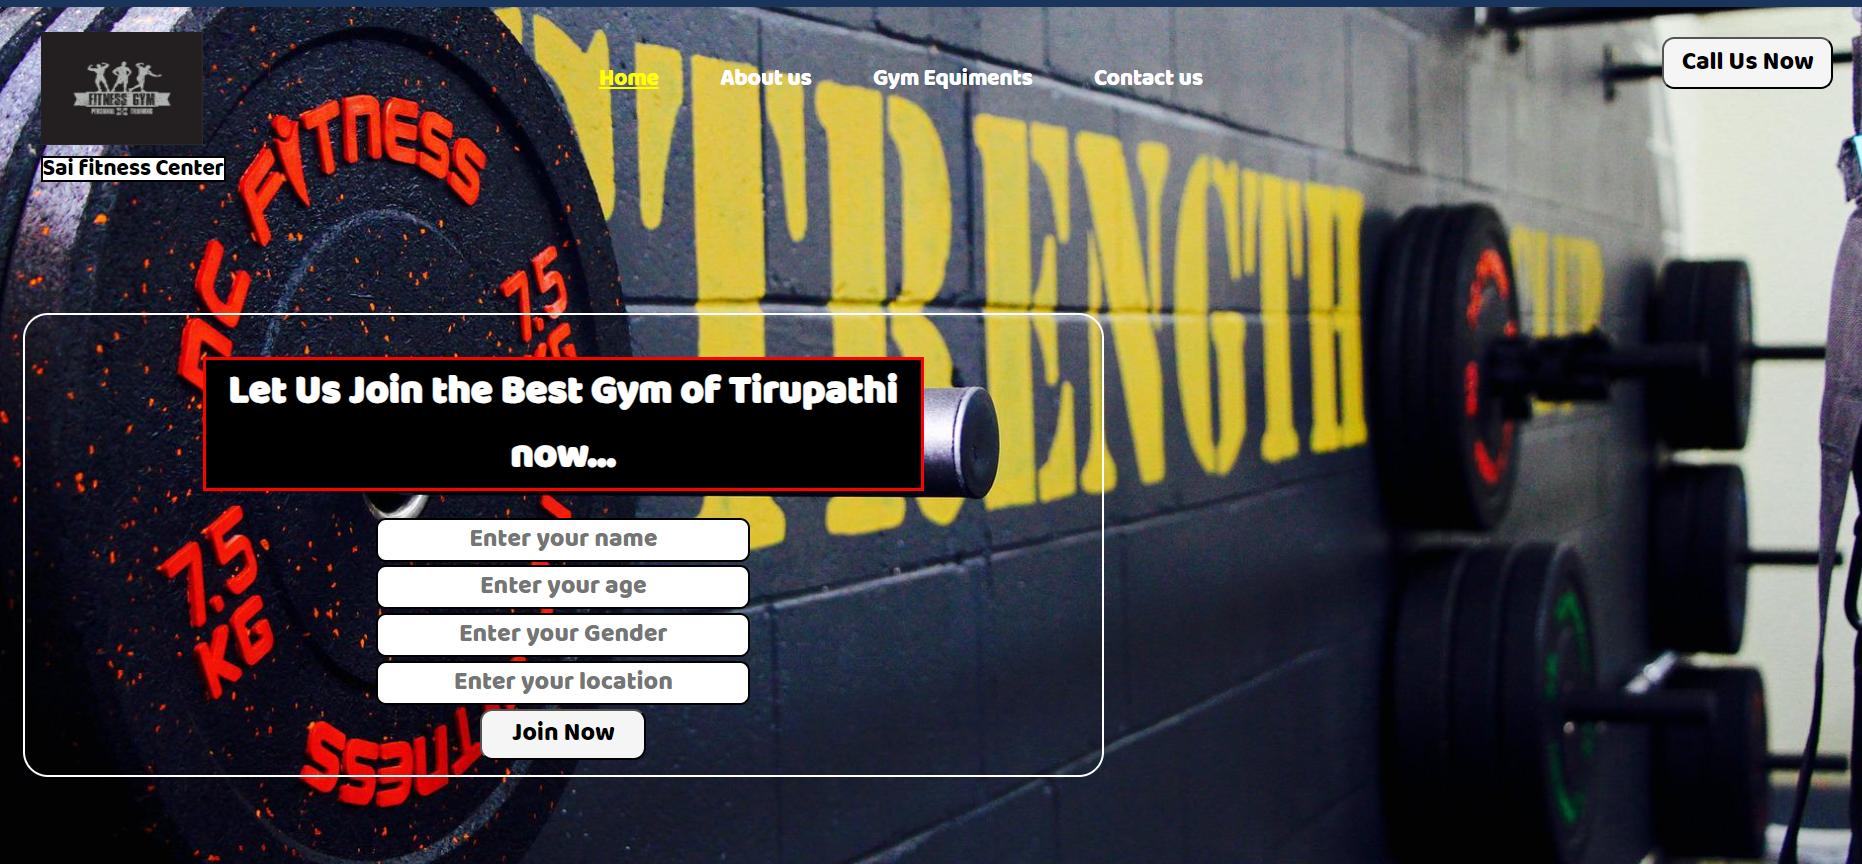 FITNESS GYM
PERSONAL TRAINING
Sai fitness Center
Home
About us
Gym Equiments
Contact us
Call Us Now
FITNESS
7.5
KG
TRENGTH
Let Us Join the Best Gym of Tirupathi
now...
Enter your name
Enter your age
Enter your Gender
Enter your location
Join Now
7.5
KG
TNESS